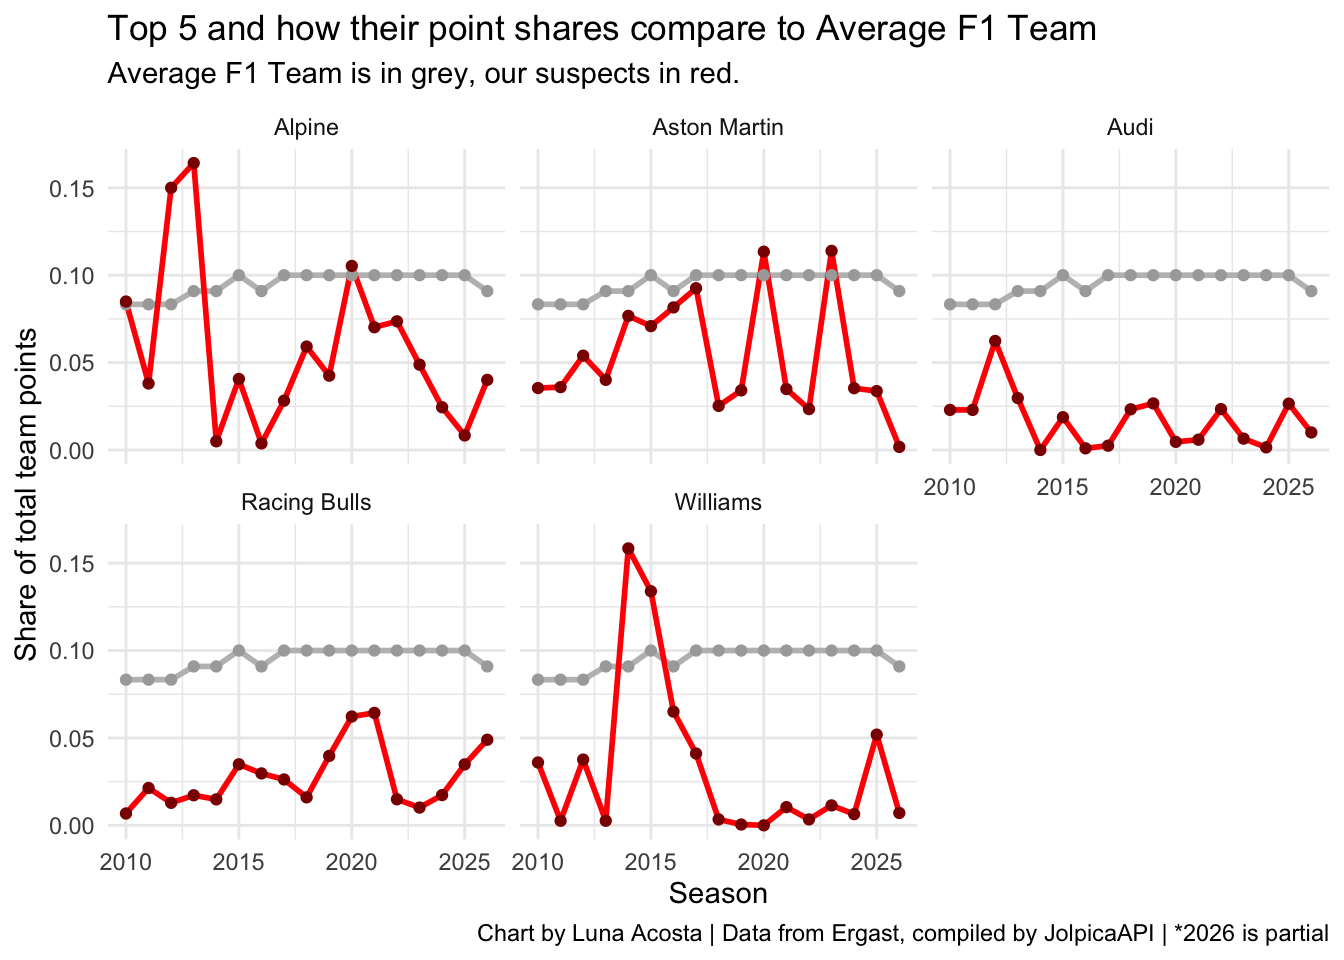 Top 5 and how their point shares compare to Average F1 Team
Average F1 Team is in grey, our suspects in red.
Alpine
Aston Martin
Audi
0.15
0.10
0.05
0.00
2010 2015 2020 2025
Share of total team points
Racing Bulls
Williams
0.15
0.10
0.05
0.00
2010 2015 2020 2025
2010 2015 2020 2025
Season
Chart by Luna Acosta | Data from Ergast, compiled by JolpicaAPI | *2026 is partial